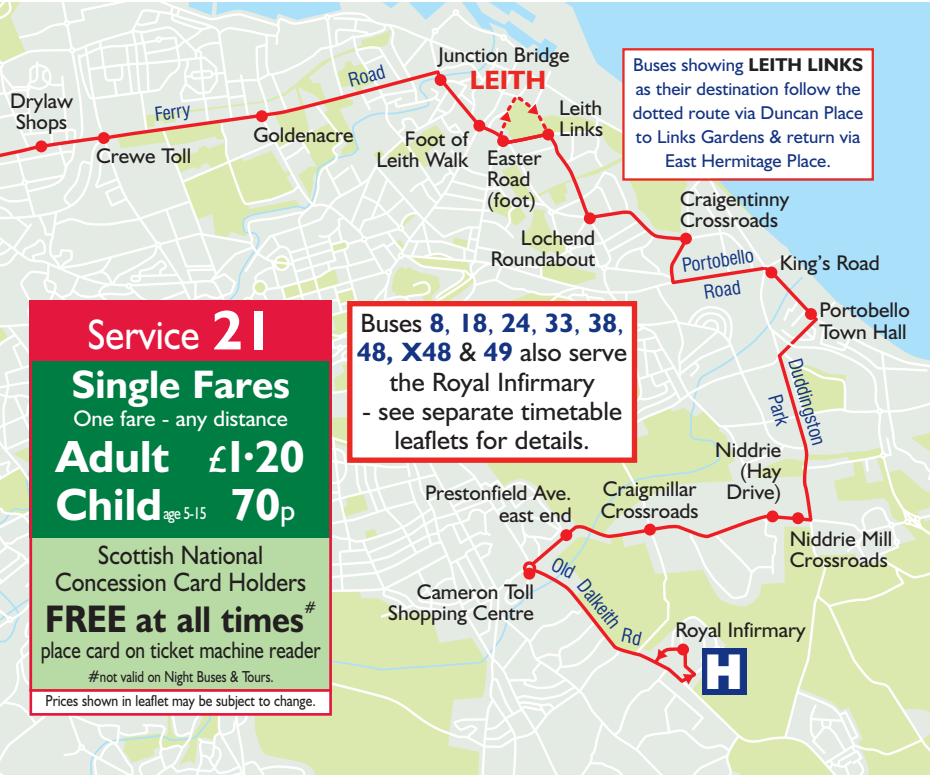 Junction Bridge
LEITH
Drylaw
Shops
Ferry
Road
Crewe Toll
Goldenacre
Foot of
Leith Walk
Easter
Road
(foot)
Leith
Links
Buses showing LEITH LINKS
as their destination follow the
dotted route via Duncan Place
to Links Gardens & return via
East Hermitage Place.
Lochend
Roundabout
Craigentinny
Crossroads
Portobello
Road
King's Road
Portobello
Town Hall
Duddingston
Park
Service 21
Single Fares
One fare - any distance
Adult £1·20
Child age 5-15 70p
Scottish National
Concession Card Holders
FREE at all times#
place card on ticket machine reader
#not valid on Night Buses & Tours.
Prices shown in leaflet may be subject to change.
Buses 8, 18, 24, 33, 38,
48, X48 & 49 also serve
the Royal Infirmary
- see separate timetable
leaflets for details.
Niddrie
(Hay
Drive)
Prestonfield Ave.
east end
Craigmillar
Crossroads
Niddrie Mill
Crossroads
Cameron Toll
Shopping Centre
Old Dalkeith Rd
Royal Infirmary
H